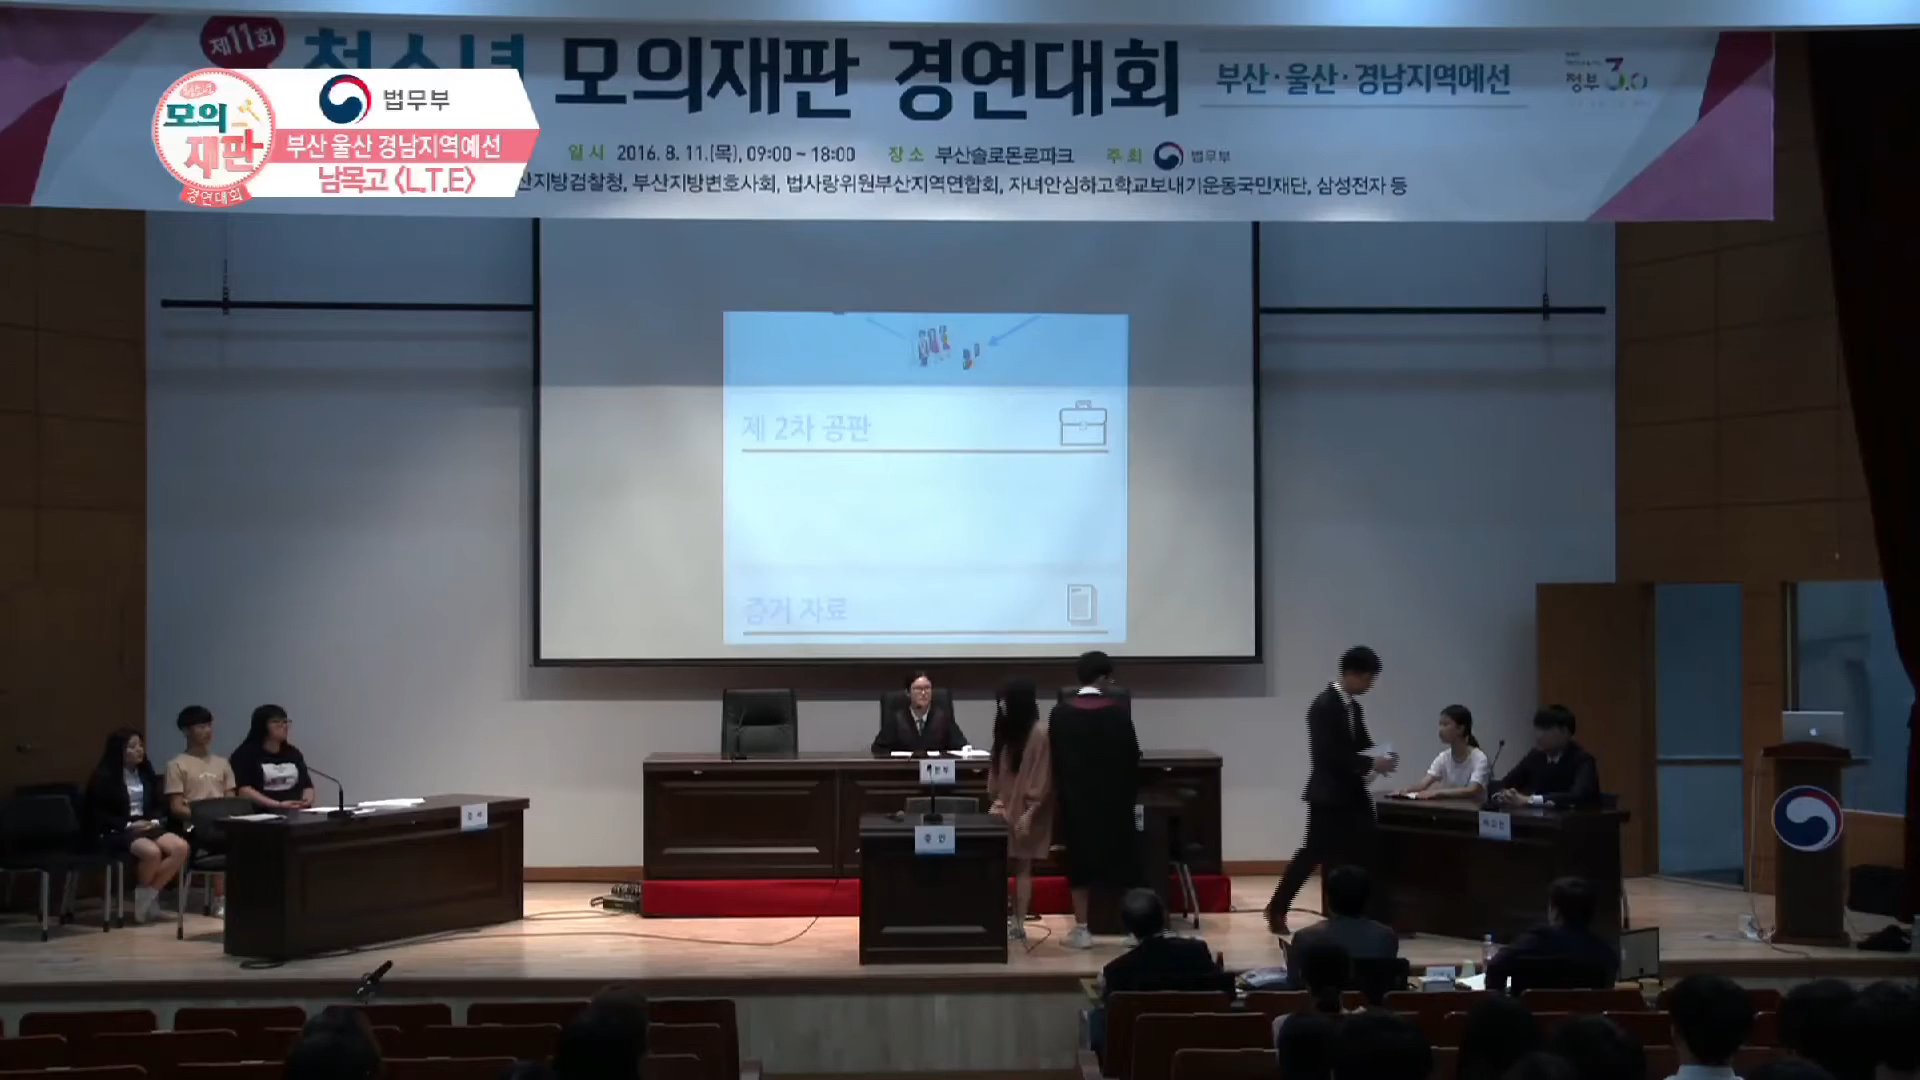 제11회
청소년 모의재판 경연대회 부산·울산·경남지역예선
정부3.0
일시 2016. 8. 11.(목), 09:00 ~ 18:00 장소 부산솔로몬로파크 주최 법무부
산지방검찰청, 부산지방변호사회, 법사랑위원부산지역연합회, 자녀안심하고학교보내기운동국민재단, 삼성전자 등
모의
재판
경연대회
법무부
부산 울산 경남지역예선
남목고 〈L.T.E〉
제 2차 공판
증거 자료
증 인